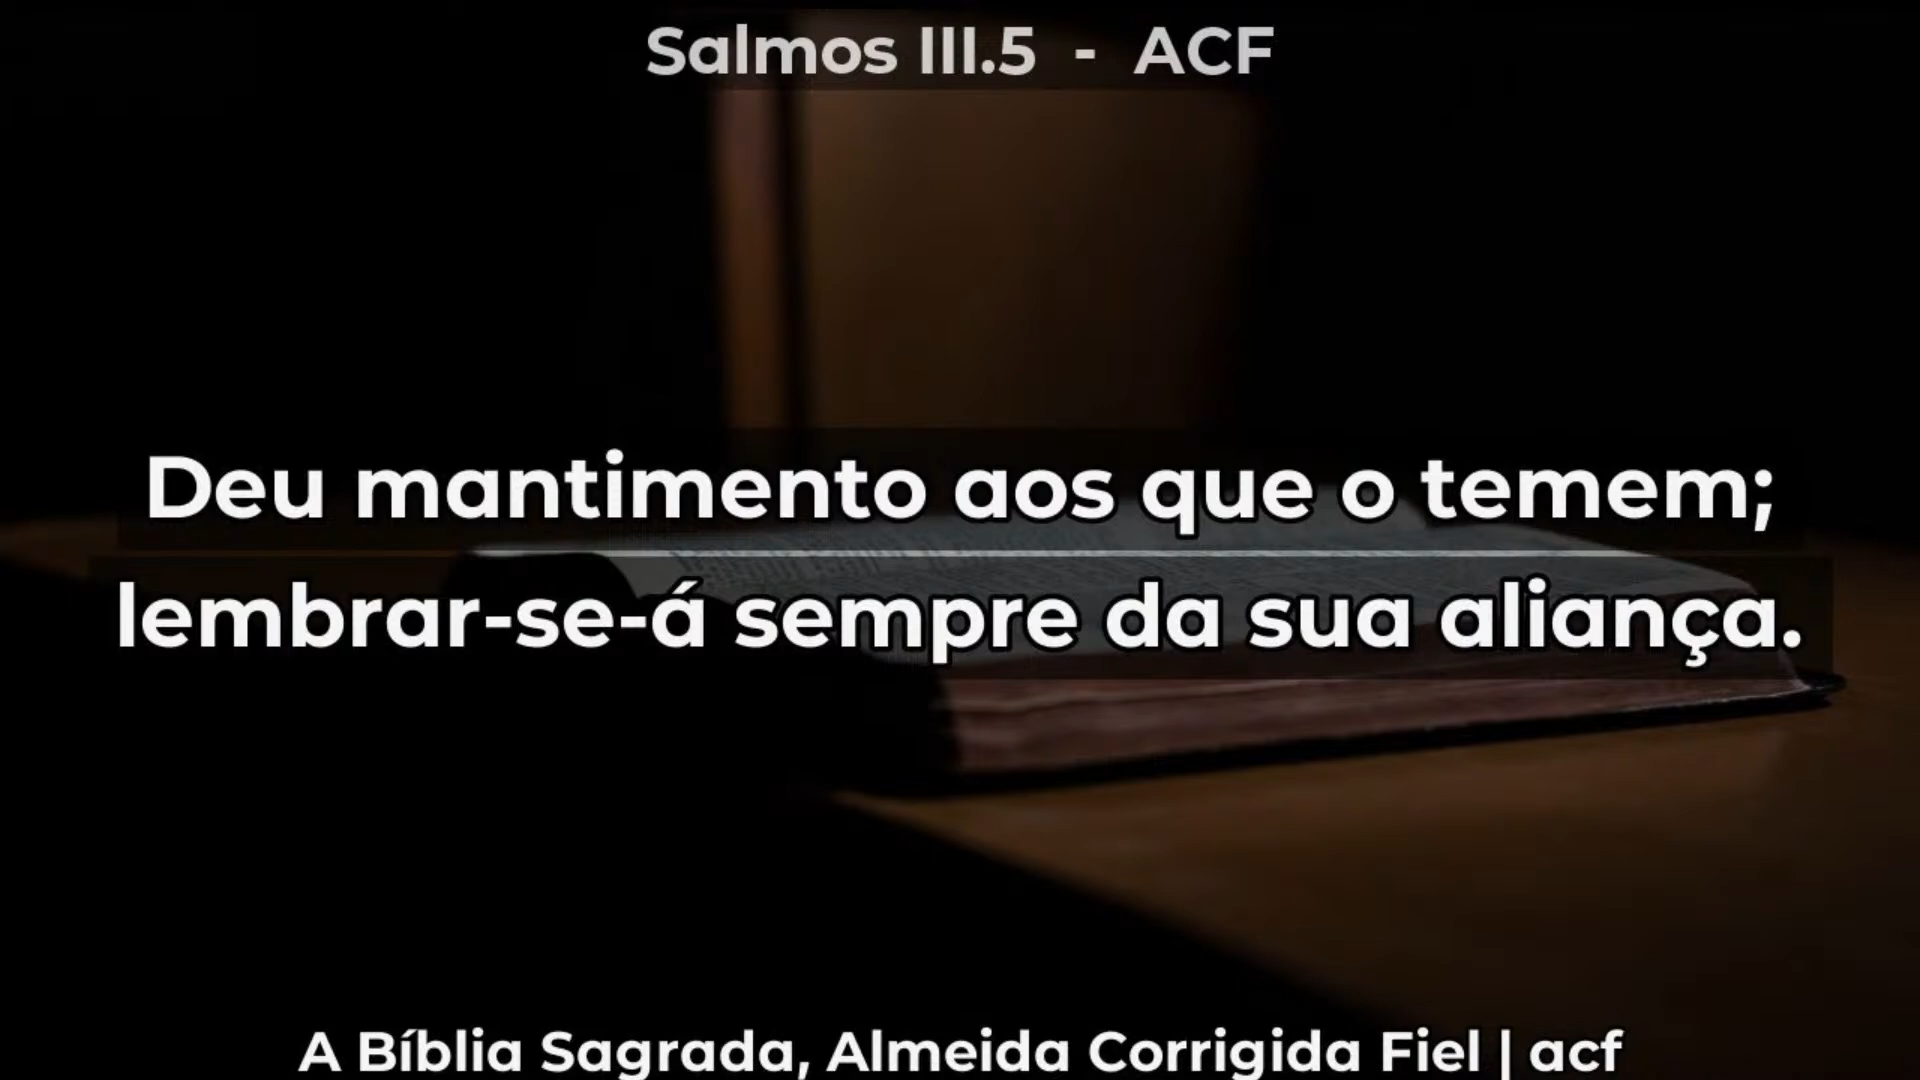 Salmos III.5 - ACF
Deu mantimento aos que o temem;
lembrar-se-á sempre da sua aliança.
A Bíblia Sagrada, Almeida Corrigida Fiel | acf